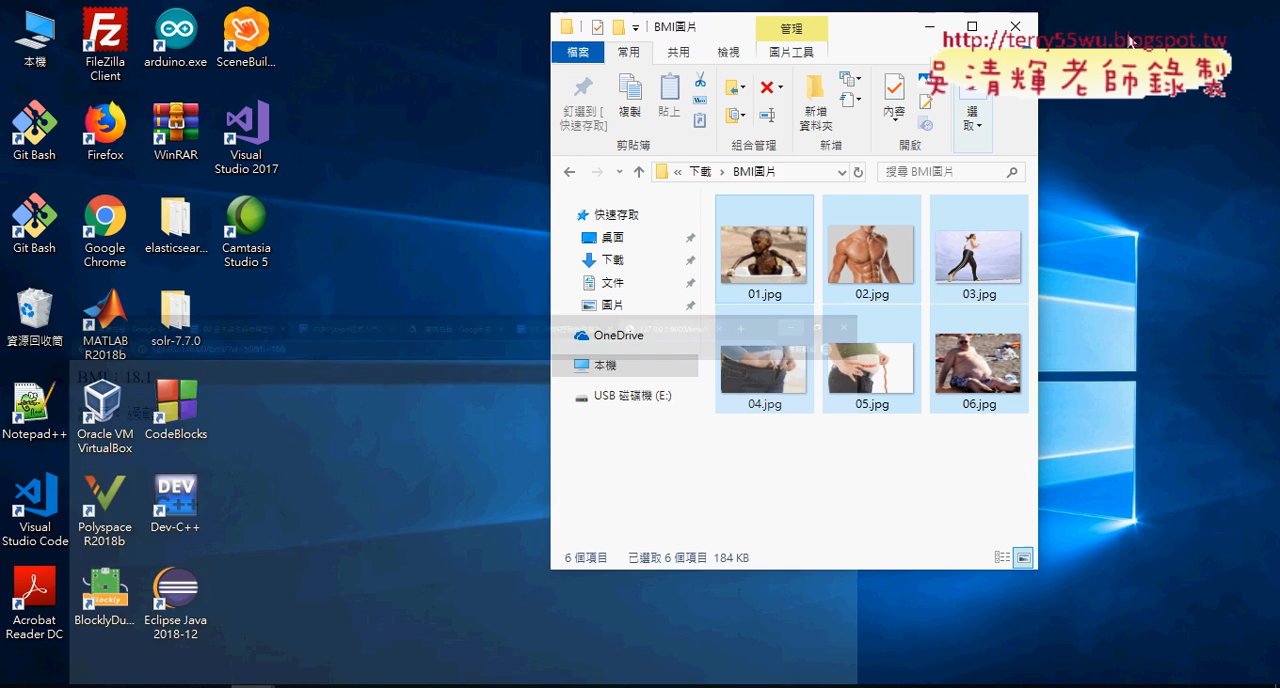 本機
FileZilla
Client
arduino.exe
SceneBuil...
Git Bash
Firefox
WinRAR
Visual
Studio 2017
Git Bash
Google
Chrome
elasticsear...
Camtasia
Studio 5
資源回收筒
MATLAB
R2018b
solr-7.7.0
Notepad++
Oracle VM
VirtualBox
CodeBlocks
Visual
Studio Code
Polyspace
R2018b
DEV
C++
Dev-C++
Acrobat
Reader DC
Blockly
BlocklyDu...
Eclipse Java
2018-12
BMI : 18.1
BMI圖片
管理
檔案
常用
共用
檢視
圖片工具
http://terry55wu.blogspot.tw
吳清輝老師錄製
釘選到 [
快速存取]
複製
貼上
剪貼簿
組合管理
新增
資料夾
新增
內容
開啟
選
取
« 下載 › BMI圖片
搜尋 BMI圖片
快速存取
桌面
下載
文件
圖片
OneDrive
本機
USB 磁碟機 (E:)
01.jpg
02.jpg
03.jpg
04.jpg
05.jpg
06.jpg
6 個項目
已選取 6 個項目 184 KB